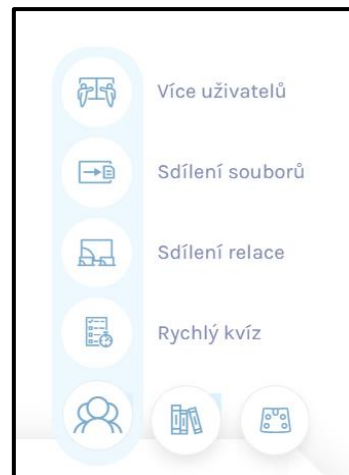 Více uživatelů
Sdílení souborů
Sdílení relace
Rychlý kvíz